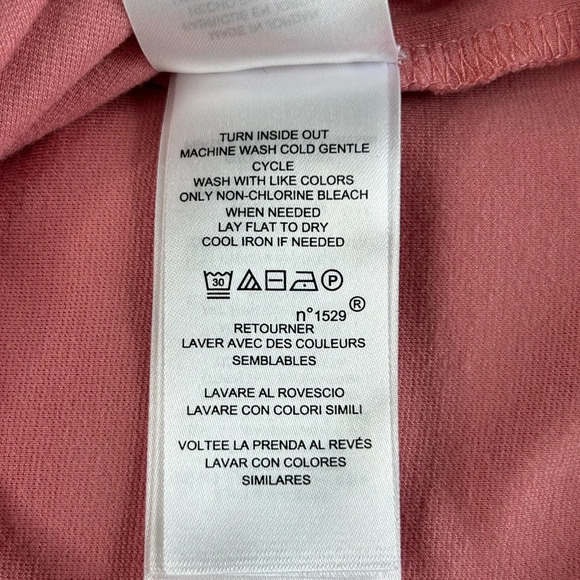 TURN INSIDE OUT
MACHINE WASH COLD GENTLE
CYCLE
WASH WITH LIKE COLORS
ONLY NON-CHLORINE BLEACH
WHEN NEEDED
LAY FLAT TO DRY
COOL IRON IF NEEDED
30 P
n°1529®
RETOURNER
LAVER AVEC DES COULEURS
SEMBLABLES
LAVARE AL ROVESCIO
LAVARE CON COLORI SIMILI
VOLTEE LA PRENDA AL REVÉS
LAVAR CON COLORES
SIMILARES